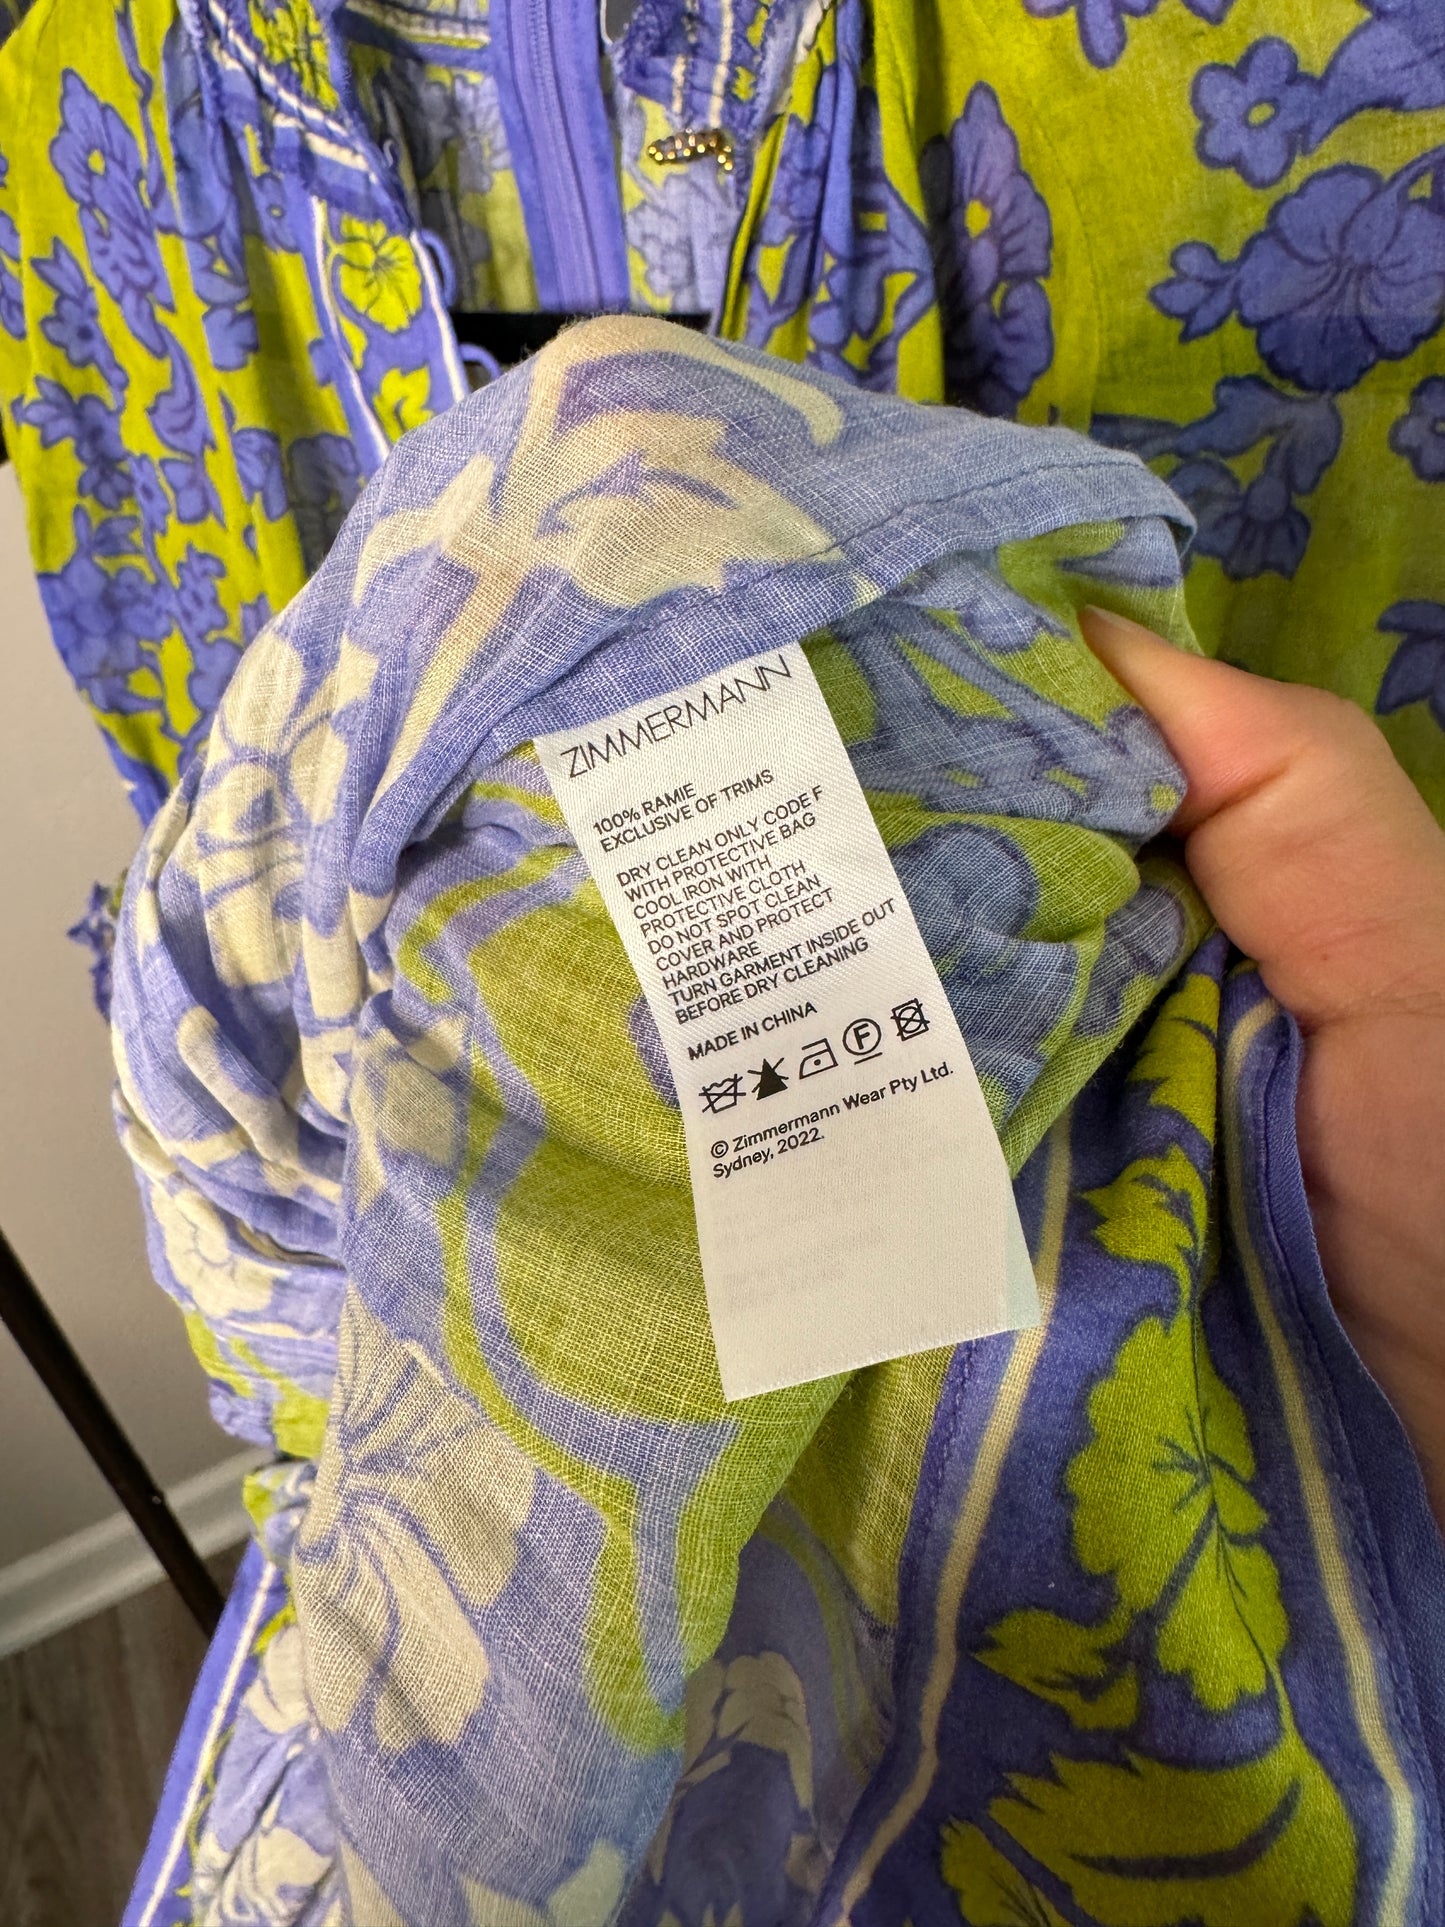 ZIMMERMANN
100% RAMIE
EXCLUSIVE OF TRIMS
DRY CLEAN ONLY CODE F
WITH PROTECTIVE BAG
COOL IRON WITH
PROTECTIVE CLOTH
DO NOT SPOT CLEAN
COVER AND PROTECT
HARDWARE
TURN GARMENT INSIDE OUT
BEFORE DRY CLEANING
MADE IN CHINA
F
© Zimmermann Wear Pty Ltd.
Sydney, 2022.